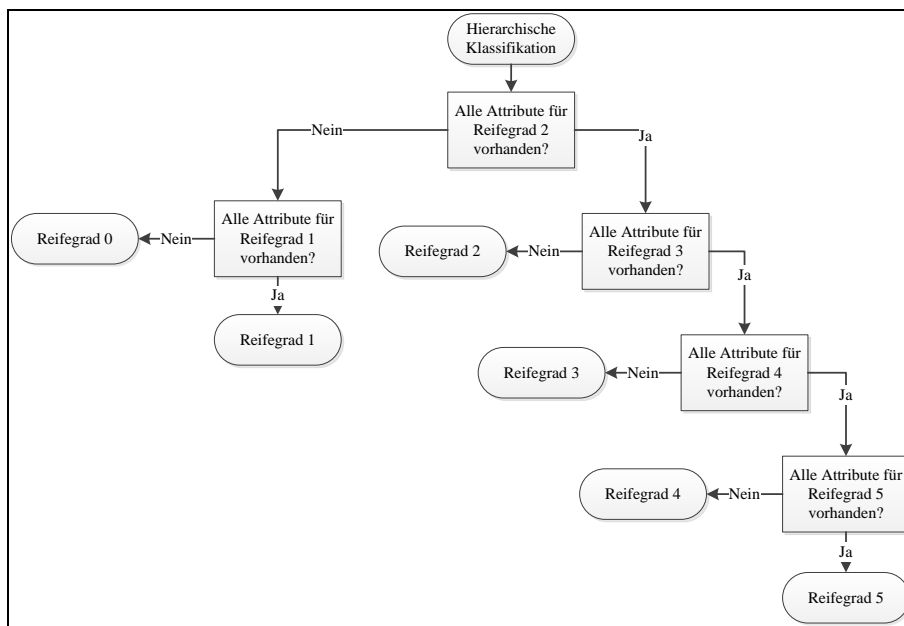 Hierarchische
Klassifikation
Alle Attribute für
Reifegrad 2
vorhanden?
Nein
Ja
Alle Attribute für
Reifegrad 1
vorhanden?
Nein
Reifegrad 0
Ja
Reifegrad 1
Alle Attribute für
Reifegrad 3
vorhanden?
Nein
Reifegrad 2
Ja
Alle Attribute für
Reifegrad 4
vorhanden?
Nein
Reifegrad 3
Ja
Alle Attribute für
Reifegrad 5
vorhanden?
Nein
Reifegrad 4
Ja
Reifegrad 5